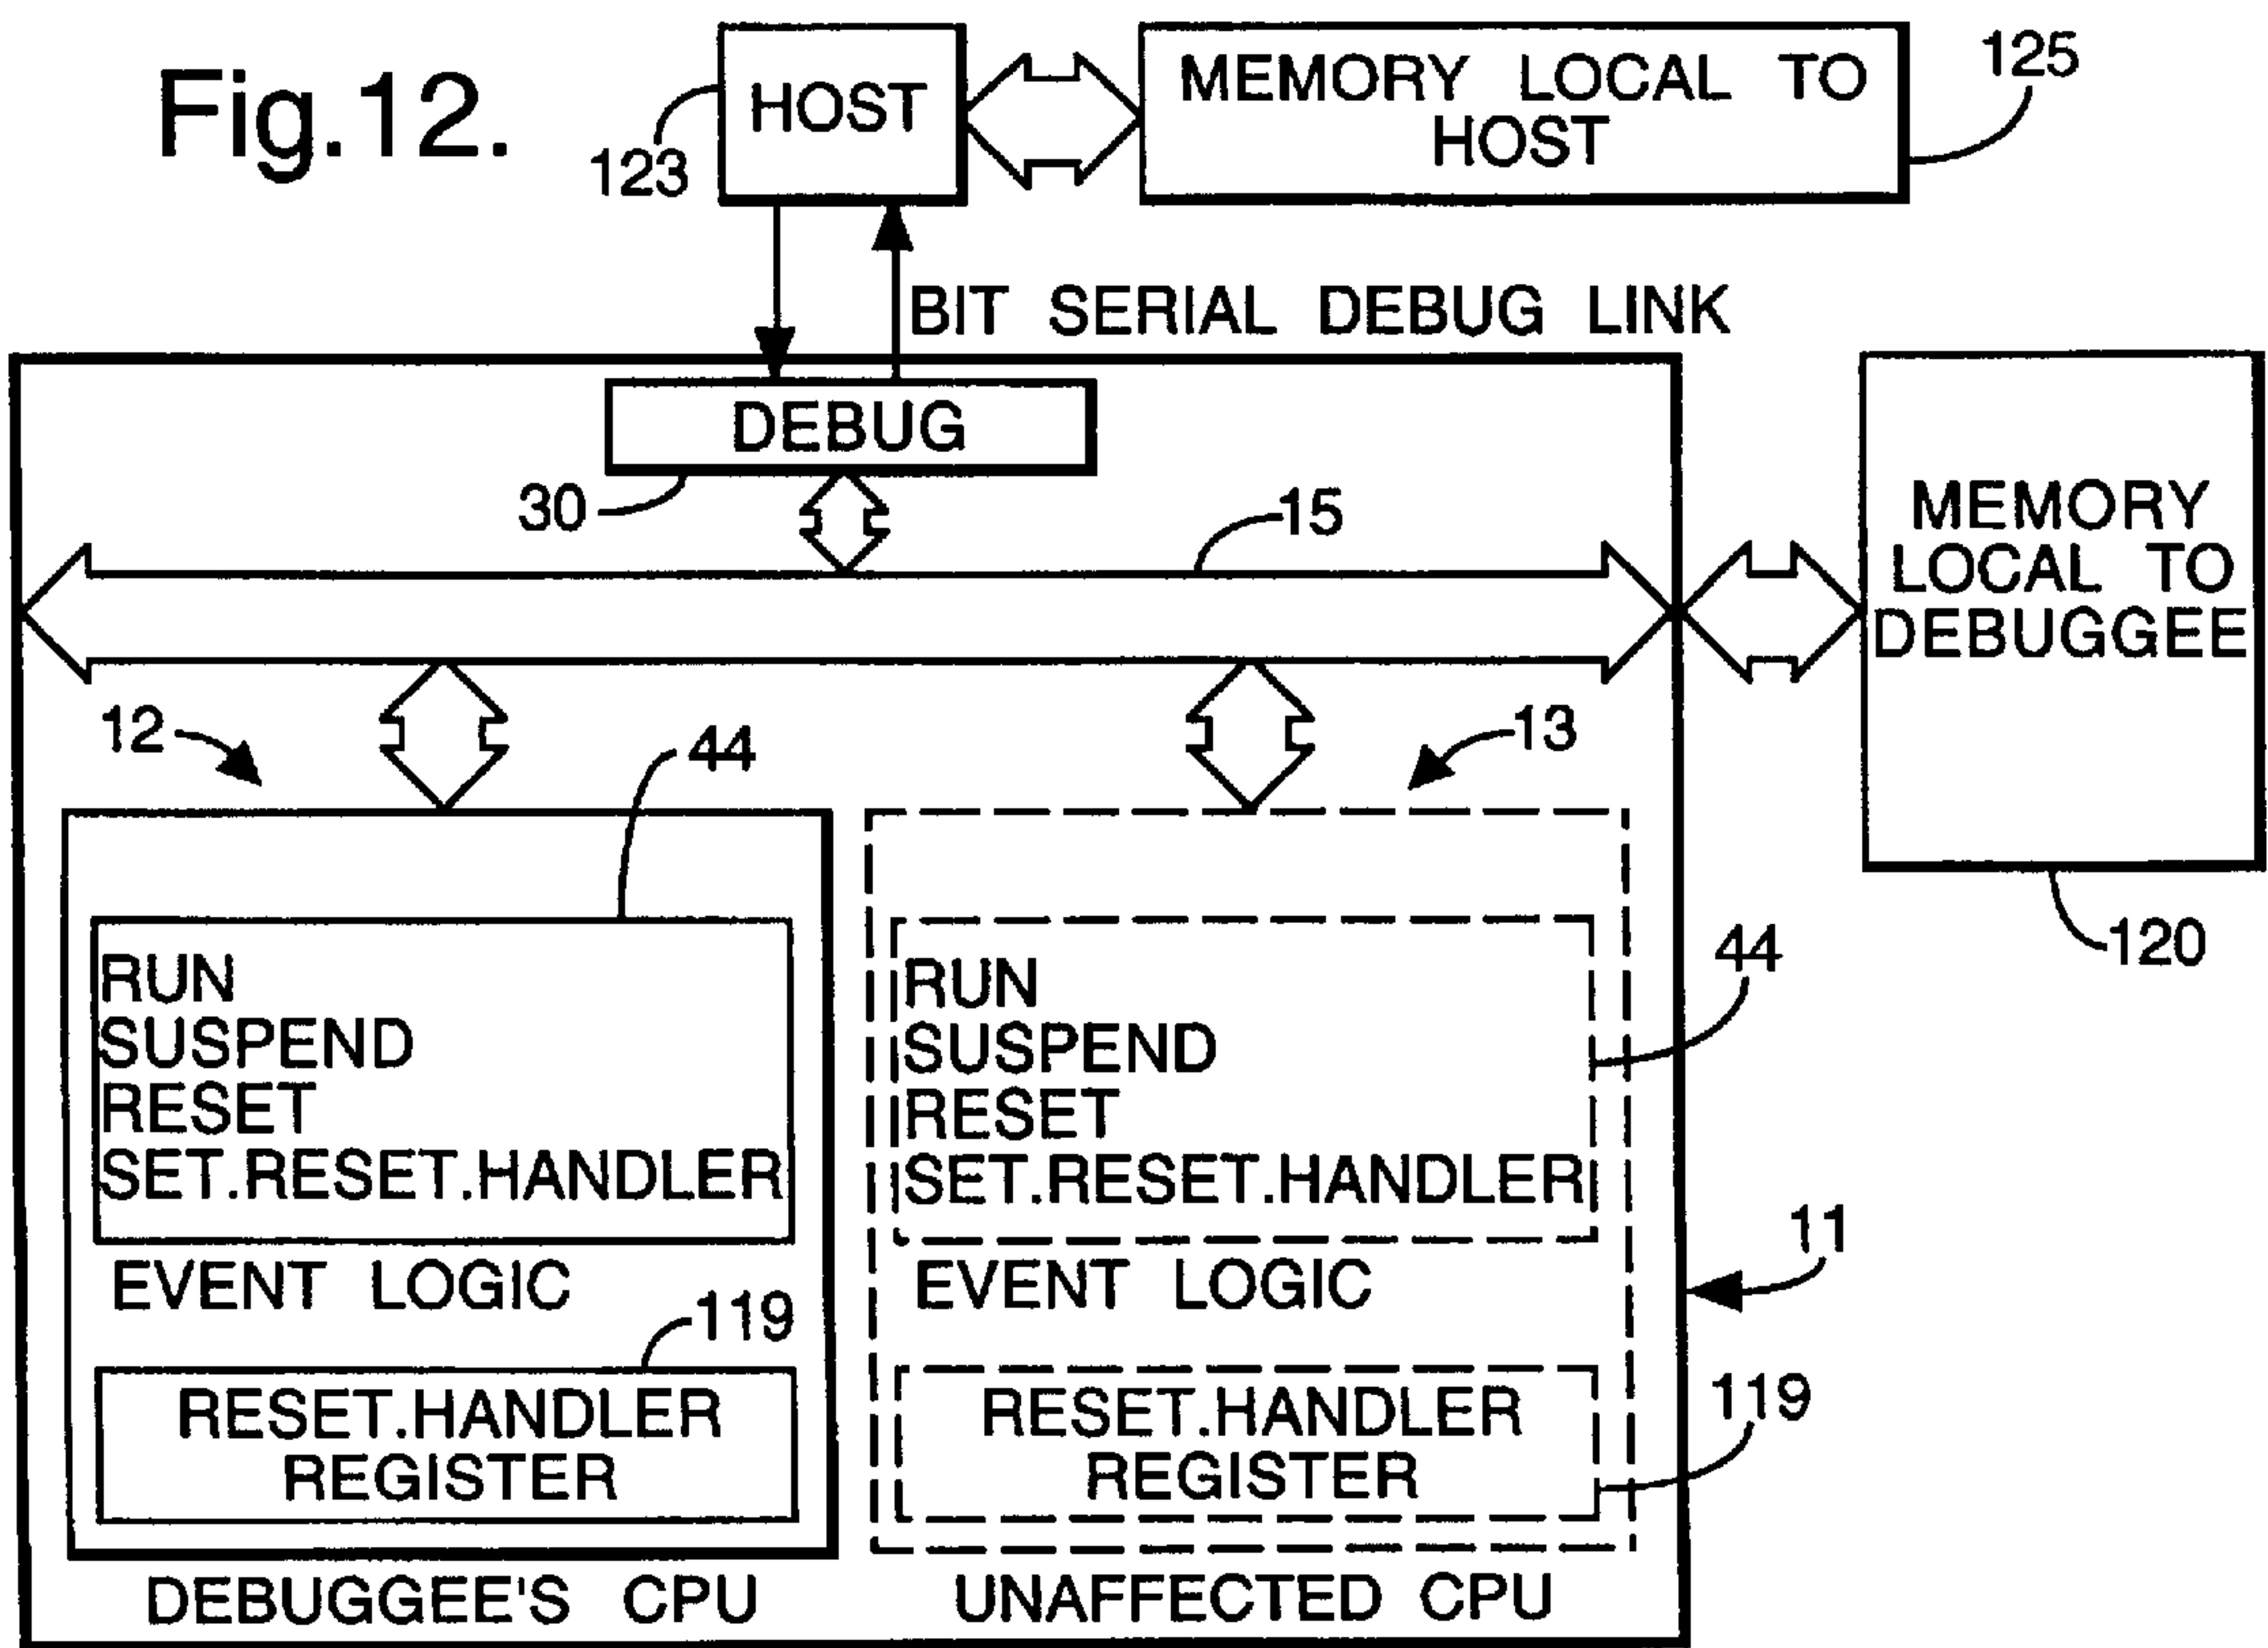 Fig.12.
HOST
MEMORY LOCAL TO
HOST
125
123
BIT SERIAL DEBUG LINK
DEBUG
30
15
MEMORY
LOCAL TO
DEBUGGEE
12
44
13
120
RUN
SUSPEND
RESET
SET.RESET.HANDLER
EVENT LOGIC
119
RESET.HANDLER
REGISTER
DEBUGGEE'S CPU
RUN
SUSPEND
RESET
SET.RESET.HANDLER
44
EVENT LOGIC
11
RESET.HANDLER
REGISTER
119
UNAFFECTED CPU